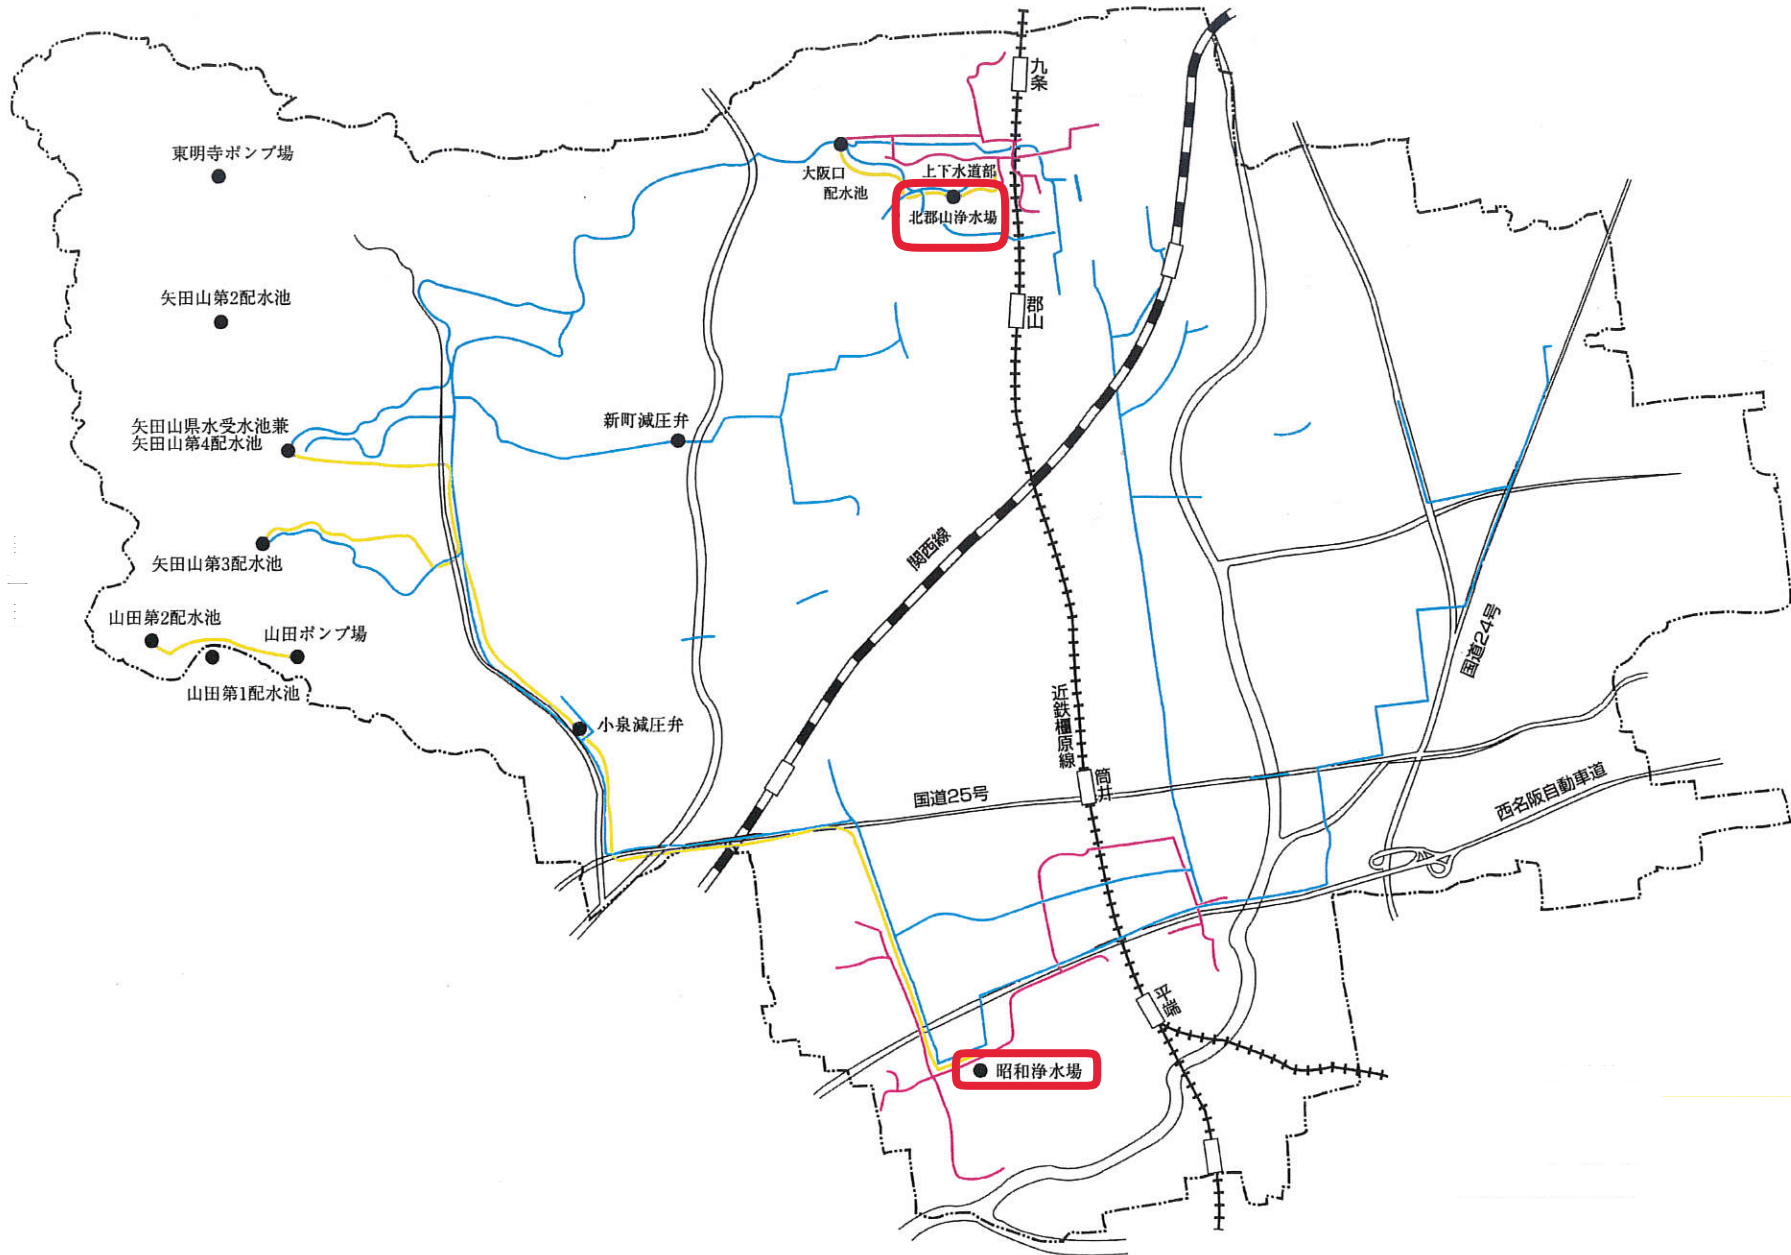 九条
東明寺ポンプ場
大阪口
配水池
上下水道部
北郡山浄水場
矢田山第2配水池
郡山
矢田山県水受水池兼
矢田山第4配水池
新町減圧弁
関西線
矢田山第3配水池
山田第2配水池
山田ポンプ場
山田第1配水池
国道24号
小泉減圧弁
近鉄橿原線
筒井
国道25号
西名阪自動車道
平端
昭和浄水場